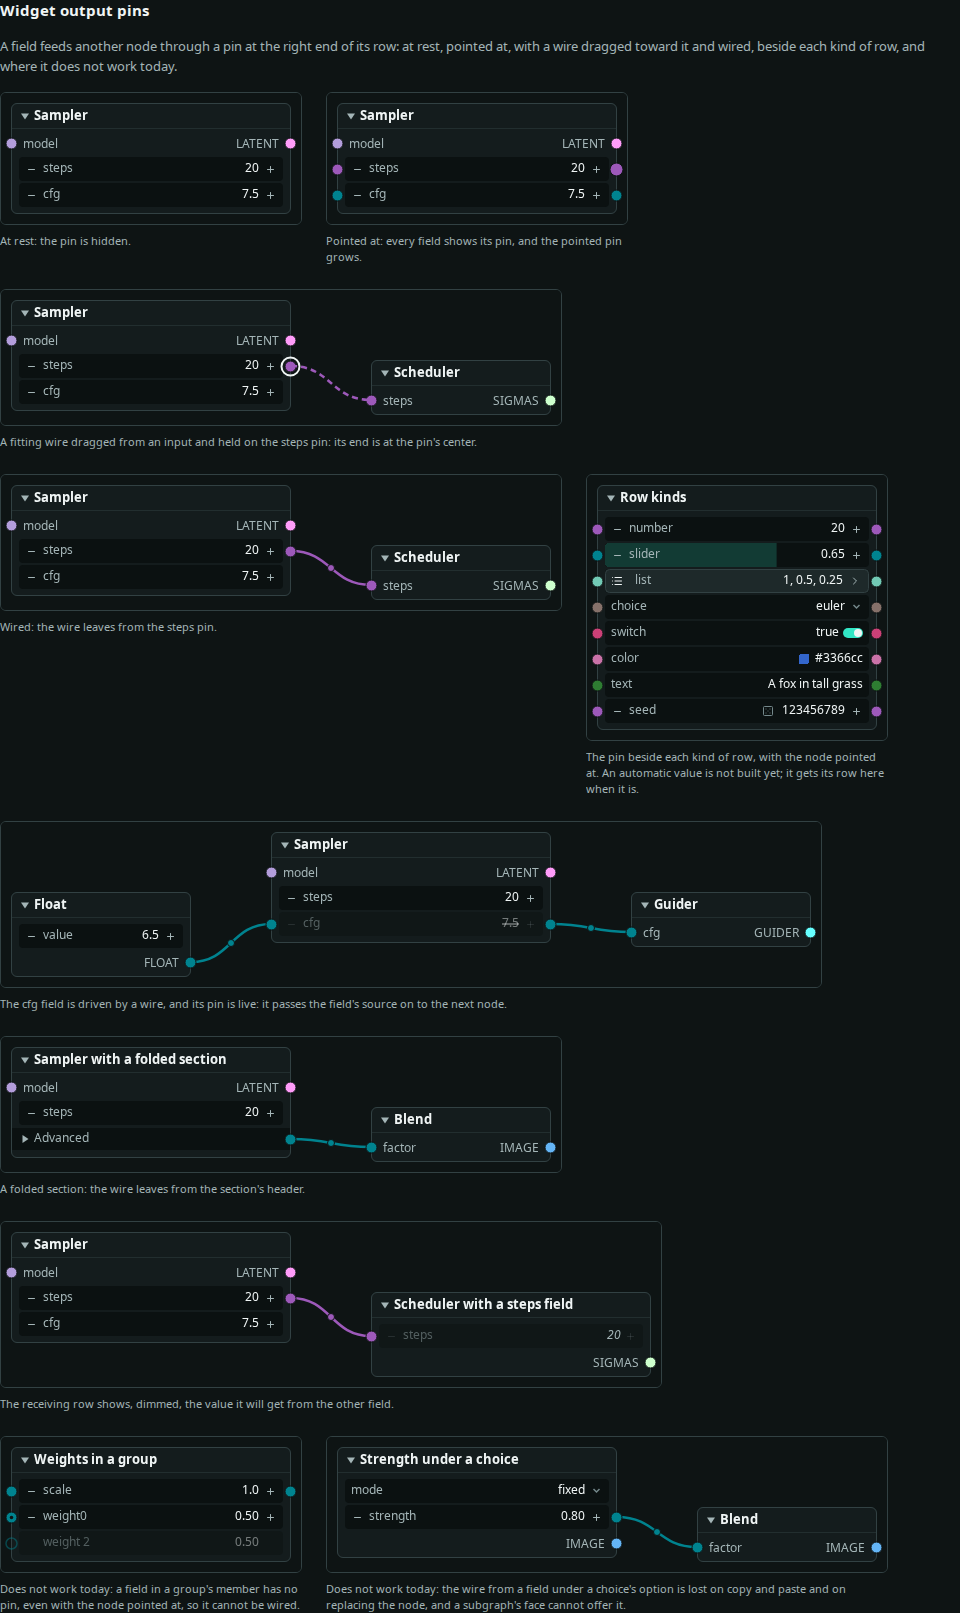 Widget output pins
A field feeds another node through a pin at the right end of its row: at rest, pointed at, with a wire dragged toward it and wired, beside each kind of row, and
where it does not work today.
Sampler
model LATENT
− steps 20 +
− cfg 7.5 +
At rest: the pin is hidden.
Sampler
model LATENT
− steps 20 +
− cfg 7.5 +
Pointed at: every field shows its pin, and the pointed pin
grows.
Sampler
model LATENT
− steps 20 +
− cfg 7.5 +
Scheduler
steps SIGMAS
A fitting wire dragged from an input and held on the steps pin: its end is at the pin's center.
Sampler
model LATENT
− steps 20 +
− cfg 7.5 +
Scheduler
steps SIGMAS
Wired: the wire leaves from the steps pin.
Row kinds
− number 20 +
− slider 0.65 +
list 1, 0.5, 0.25
choice euler
switch true
color #3366cc
text A fox in tall grass
− seed 123456789 +
The pin beside each kind of row, with the node pointed
at. An automatic value is not built yet; it gets its row here
when it is.
Float
− value 6.5 +
FLOAT
Sampler
model LATENT
− steps 20 +
− cfg 7.5 +
Guider
cfg GUIDER
The cfg field is driven by a wire, and its pin is live: it passes the field's source on to the next node.
Sampler with a folded section
model LATENT
− steps 20 +
Advanced
Blend
factor IMAGE
A folded section: the wire leaves from the section's header.
Sampler
model LATENT
− steps 20 +
− cfg 7.5 +
Scheduler with a steps field
− steps 20 +
SIGMAS
The receiving row shows, dimmed, the value it will get from the other field.
Weights in a group
− scale 1.0 +
− weight0 0.50 +
weight 2 0.50
Does not work today: a field in a group's member has no
pin, even with the node pointed at, so it cannot be wired.
Strength under a choice
mode fixed
− strength 0.80 +
IMAGE
Blend
factor IMAGE
Does not work today: the wire from a field under a choice's option is lost on copy and paste and on
replacing the node, and a subgraph's face cannot offer it.